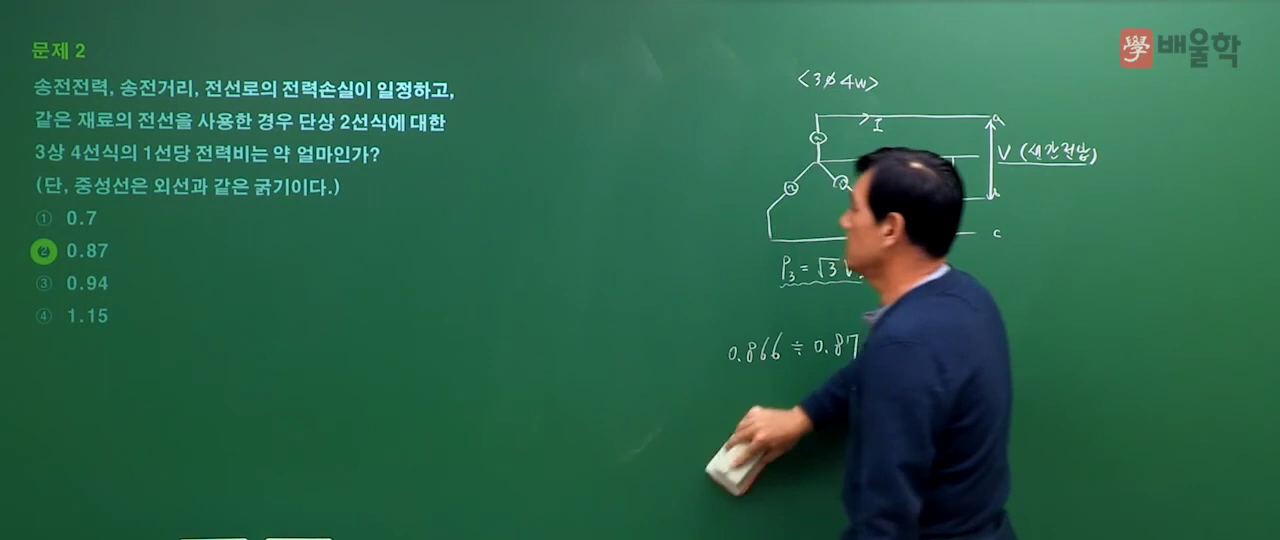 學 배울학
문제 2
송전전력, 송전거리, 전선로의 전력손실이 일정하고,
같은 재료의 전선을 사용한 경우 단상 2선식에 대한
3상 4선식의 1선당 전력비는 약 얼마인가?
(단, 중성선은 외선과 같은 굵기이다.)
① 0.7
② 0.87
③ 0.94
④ 1.15
<3ø4W>
I
a
V (선간전압)
b
c
P₃ = √3 V
0.866 ≒ 0.87